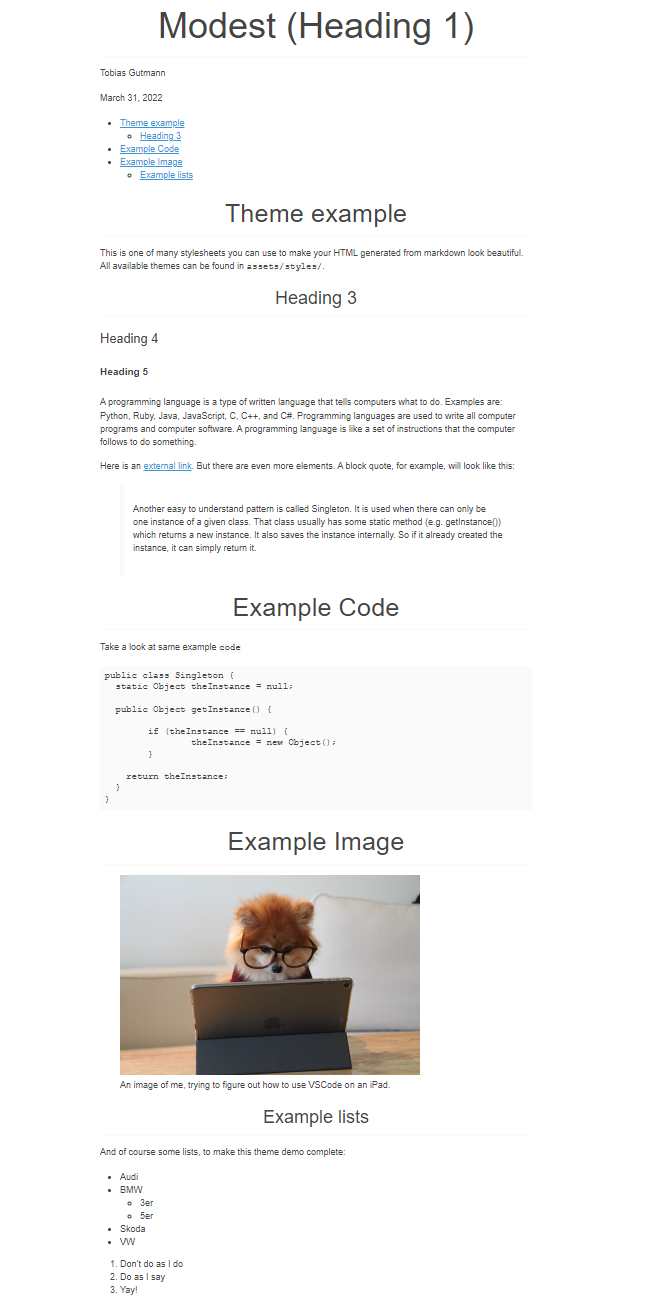 Modest (Heading 1)
Tobias Gutmann
March 31, 2022
Theme example
Heading 3
Example Code
Example Image
Example lists
Theme example
This is one of many stylesheets you can use to make your HTML generated from markdown look beautiful.
All available themes can be found in assets/styles/.
Heading 3
Heading 4
Heading 5
A programming language is a type of written language that tells computers what to do. Examples are:
Python, Ruby, Java, JavaScript, C, C++, and C#. Programming languages are used to write all computer
programs and computer software. A programming language is like a set of instructions that the computer
follows to do something.
Here is an external link. But there are even more elements. A block quote, for example, will look like this:
Another easy to understand pattern is called Singleton. It is used when there can only be
one instance of a given class. That class usually has some static method (e.g. getInstance())
which returns a new instance. It also saves the instance internally. So if it already created the
instance, it can simply return it.
Example Code
Take a look at same example code
public class Singleton {
static Object theInstance = null;
public Object getInstance() {
if (theInstance == null) {
theInstance = new Object();
}
return theInstance;
}
}
Example Image
An image of me, trying to figure out how to use VSCode on an iPad.
Example lists
And of course some lists, to make this theme demo complete:
Audi
BMW
3er
5er
Skoda
VW
1. Don't do as I do
2. Do as I say
3. Yay!